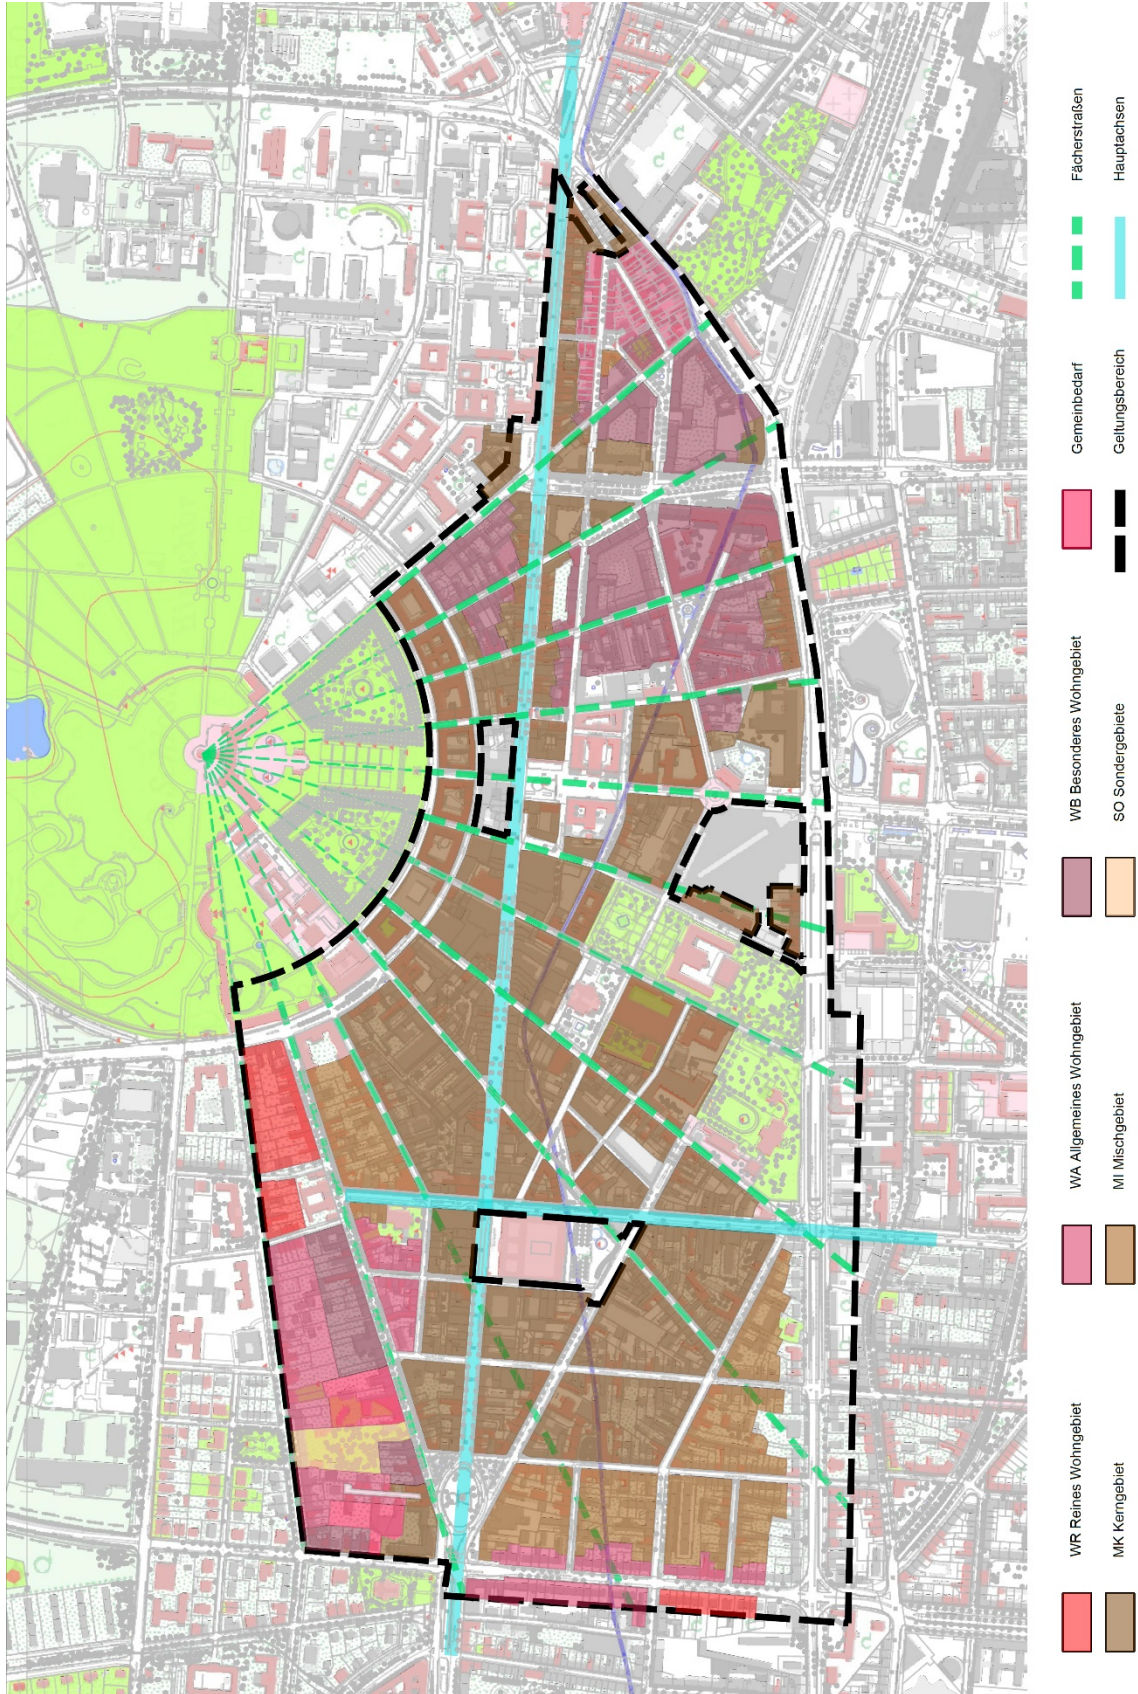 WR Reines Wohngebiet
WA Allgemeines Wohngebiet
WB Besonderes Wohngebiet
Gemeinbedarf
Fächerstraßen
MK Kerngebiet
MI Mischgebiet
SO Sondergebiete
Geltungsbereich
Hauptachsen